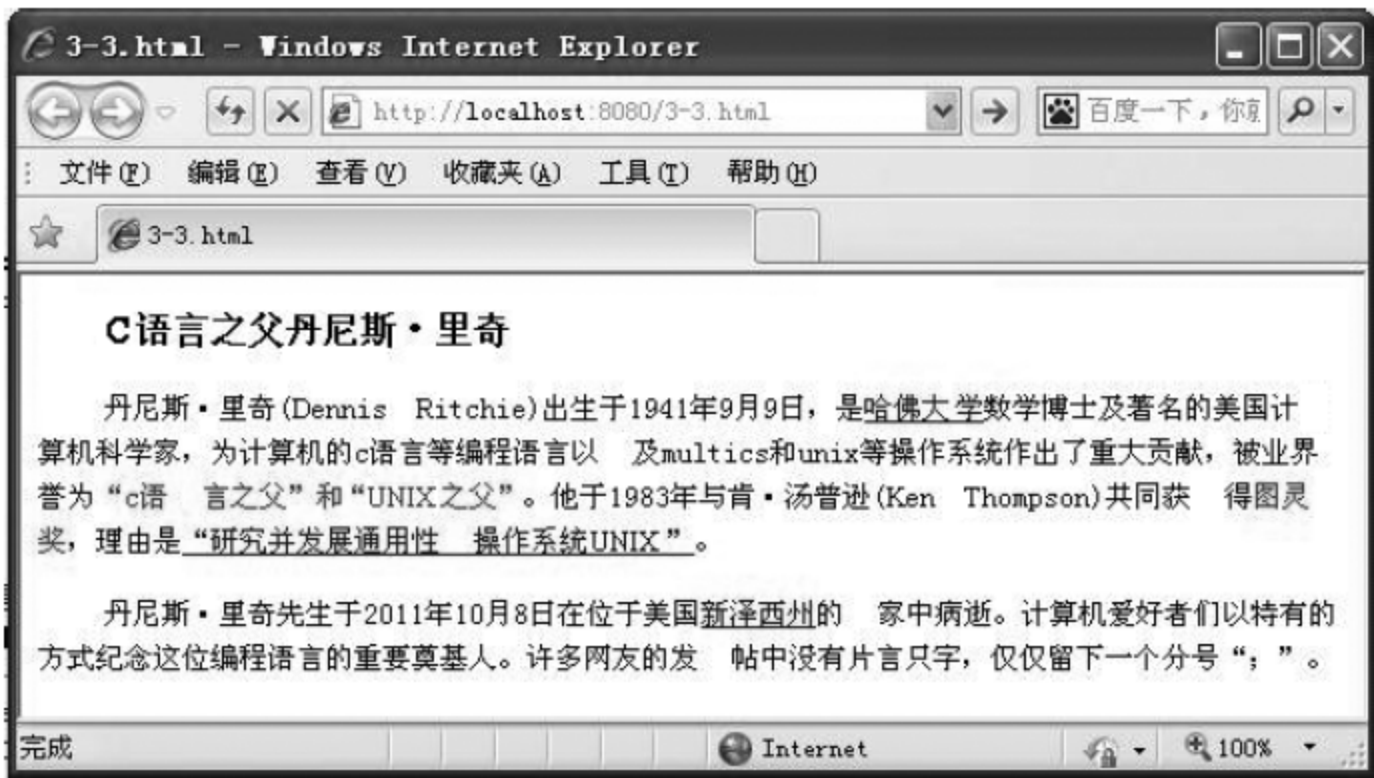 3-3.html - Windows Internet Explorer
http://localhost:8080/3-3.html
百度一下，你
文件(F) 编辑(E) 查看(V) 收藏夹(A) 工具(T) 帮助(H)
3-3.html
C语言之父丹尼斯·里奇
丹尼斯·里奇(Dennis Ritchie)出生于1941年9月9日，是哈佛大学数学博士及著名的美国计
算机科学家，为计算机的c语言等编程语言以 及multics和unix等操作系统作出了重大贡献，被业界
誉为“c语 言之父”和“UNIX之父”。他于1983年与肯·汤普逊(Ken Thompson)共同获 得图灵
奖，理由是“研究并发展通用性 操作系统UNIX”。
丹尼斯·里奇先生于2011年10月8日在位于美国新泽西州的 家中病逝。计算机爱好者们以特有的
方式纪念这位编程语言的重要奠基人。许多网友的发 帖中没有片言只字，仅仅留下一个分号“；”。
完成 Internet 100%